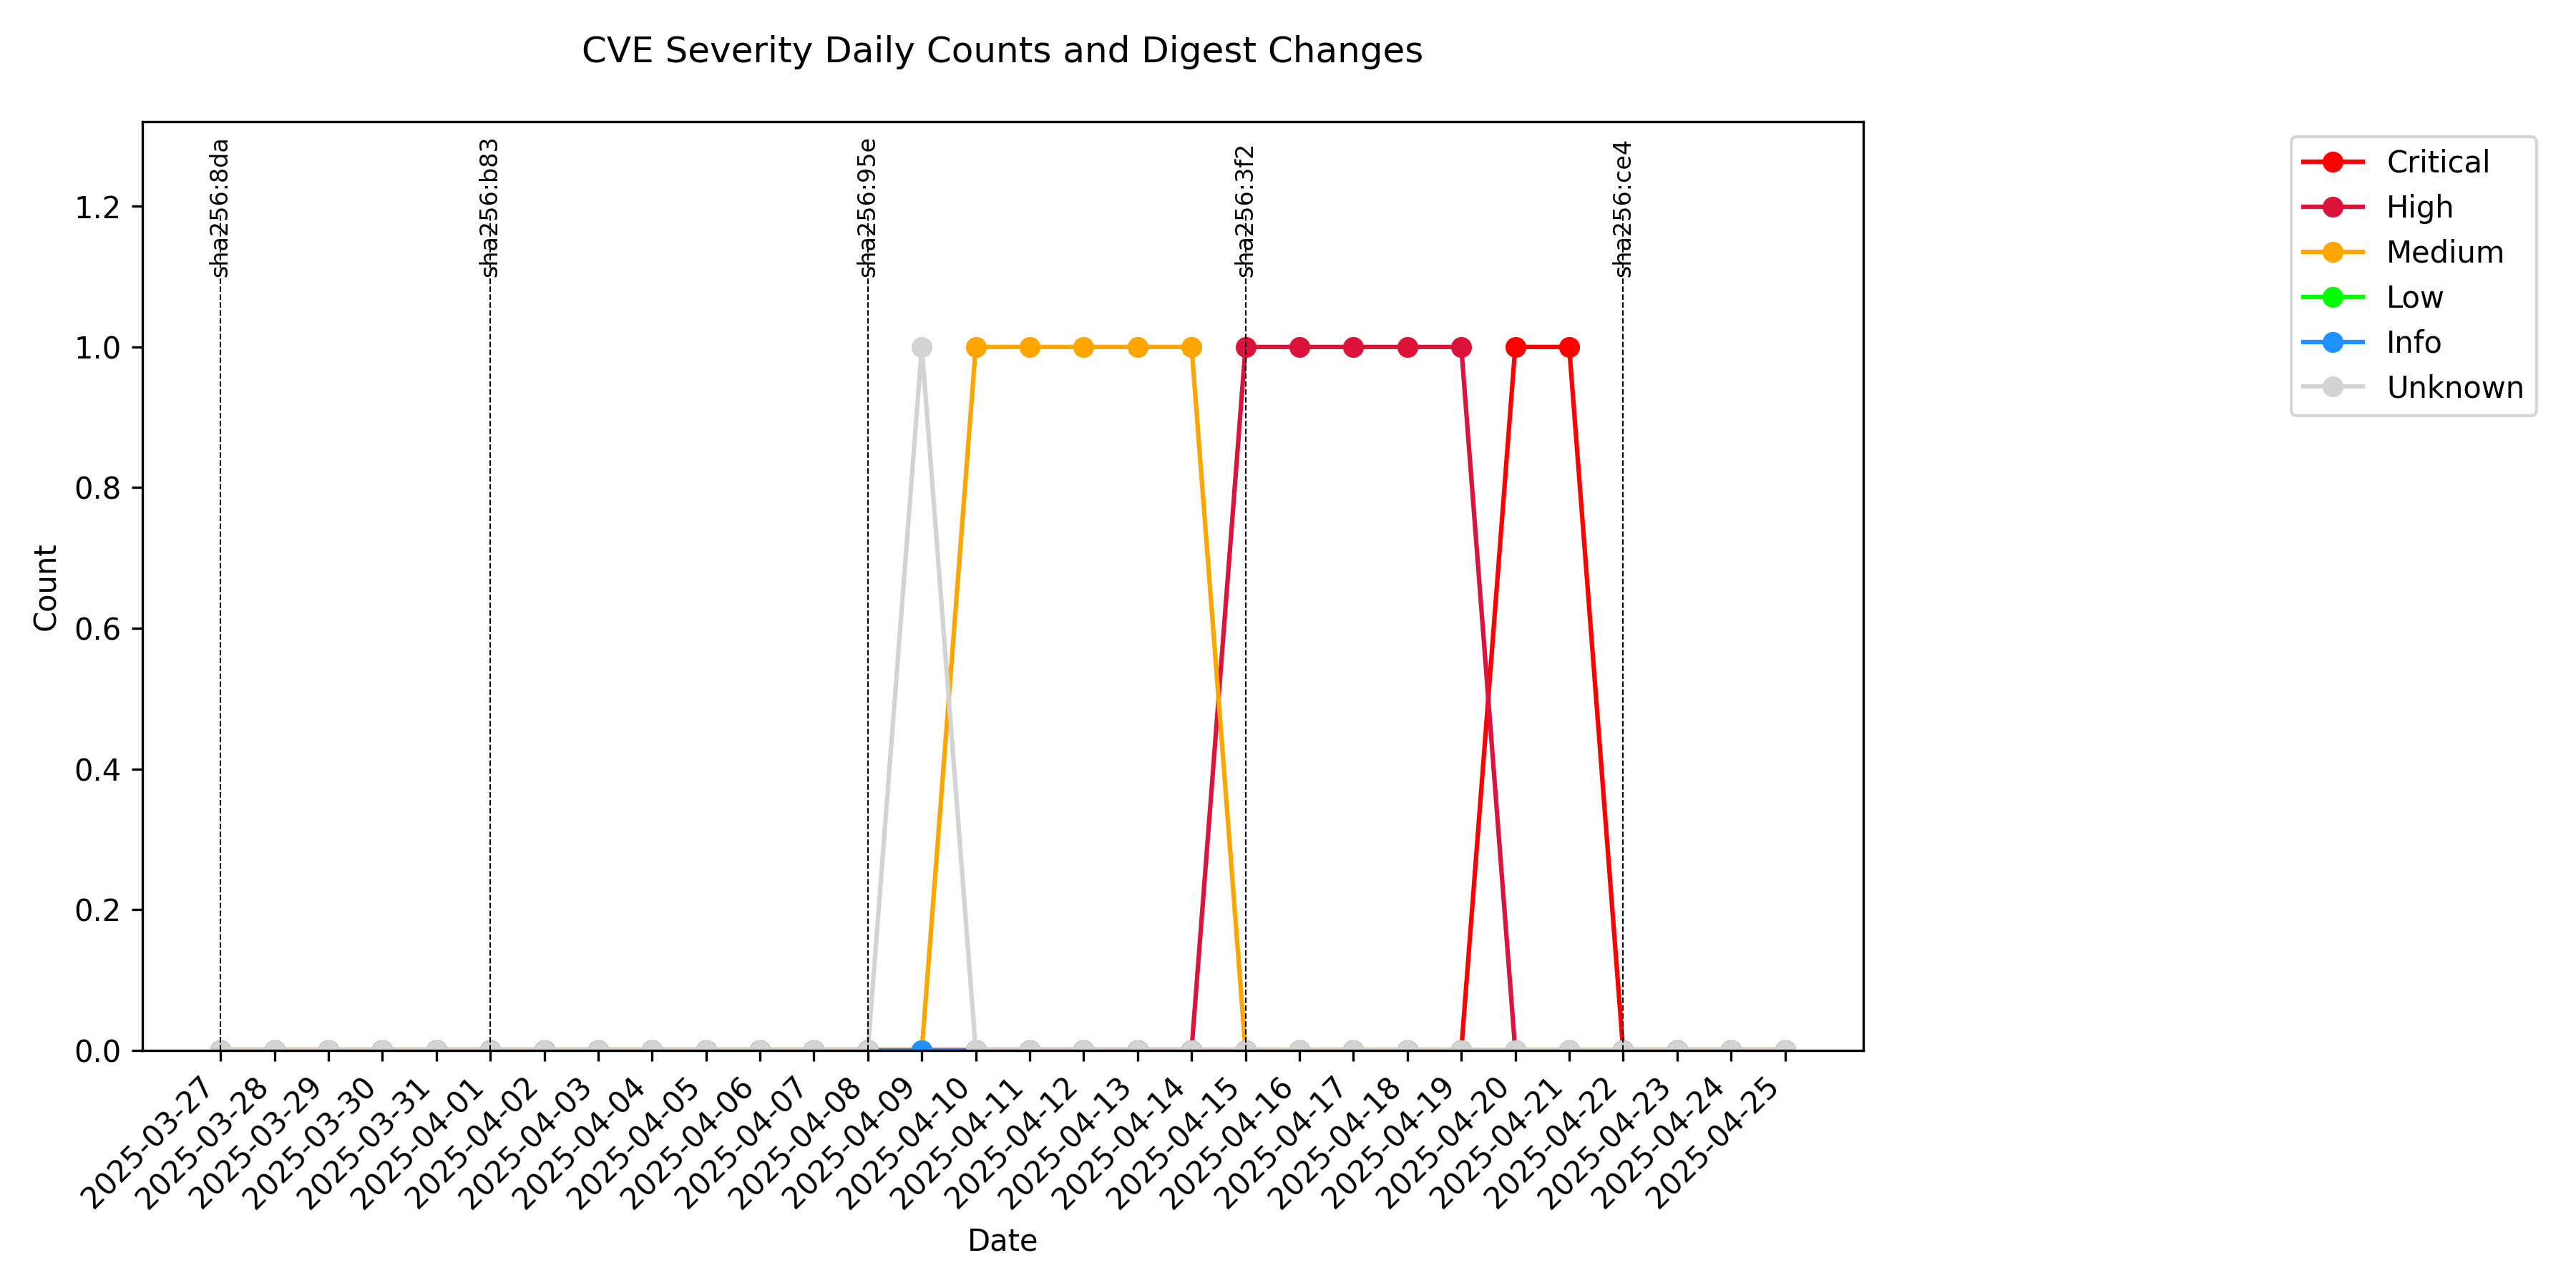 CVE Severity Daily Counts and Digest Changes
sha256:8da
sha256:b83
sha256:95e
sha256:3f2
sha256:ce4
Critical
High
Medium
Low
Info
Unknown
1.2
1.0
0.8
0.6
0.4
0.2
0.0
Count
2025-03-27
2025-03-28
2025-03-29
2025-03-30
2025-03-31
2025-04-01
2025-04-02
2025-04-03
2025-04-04
2025-04-05
2025-04-06
2025-04-07
2025-04-08
2025-04-09
2025-04-10
2025-04-11
2025-04-12
2025-04-13
2025-04-14
2025-04-15
2025-04-16
2025-04-17
2025-04-18
2025-04-19
2025-04-20
2025-04-21
2025-04-22
2025-04-23
2025-04-24
2025-04-25
Date